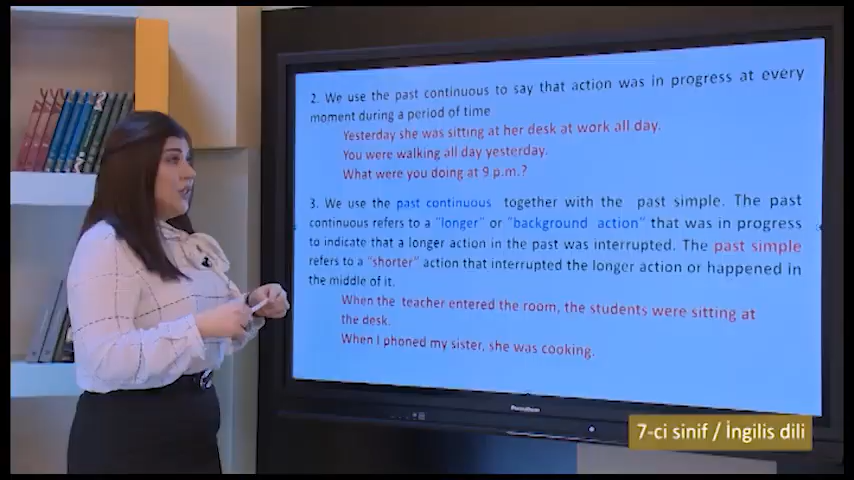 2. We use the past continuous to say that action was in progress at every
moment during a period of time
Yesterday she was sitting at her desk at work all day.
You were walking all day yesterday.
What were you doing at 9 p.m.?
3. We use the past continuous together with the past simple. The past
continuous refers to a "longer" or "background action" that was in progress
to indicate that a longer action in the past was interrupted. The past simple
refers to a "shorter" action that interrupted the longer action or happened in
the middle of it.
When the teacher entered the room, the students were sitting at
the desk.
When I phoned my sister, she was cooking.
Promethean
7-ci sinif / İngilis dili